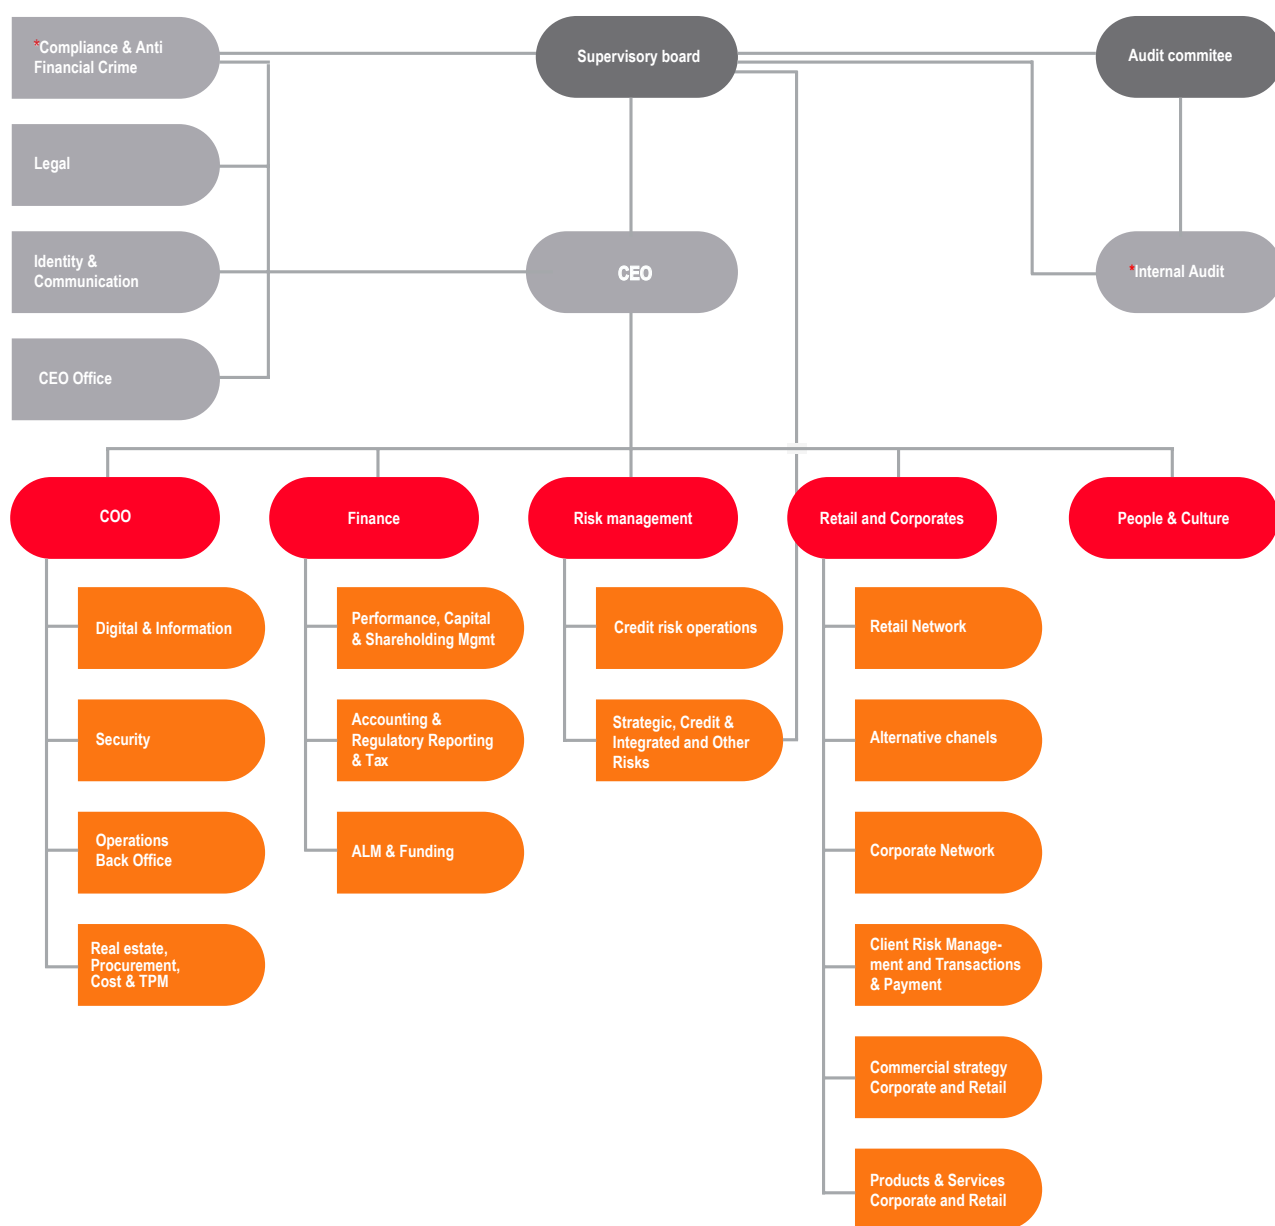 *Compliance & Anti
Financial Crime
Supervisory board
Audit commitee
Legal
Identity &
Communication
CEO
*Internal Audit
CEO Office
COO
Finance
Risk management
Retail and Corporates
People & Culture
Digital & Information
Security
Operations
Back Office
Real estate,
Procurement,
Cost & TPM
Performance, Capital
& Shareholding Mgmt
Accounting &
Regulatory Reporting
& Tax
ALM & Funding
Credit risk operations
Strategic, Credit &
Integrated and Other
Risks
Retail Network
Alternative chanels
Corporate Network
Client Risk Manage-
ment and Transactions
& Payment
Commercial strategy
Corporate and Retail
Products & Services
Corporate and Retail